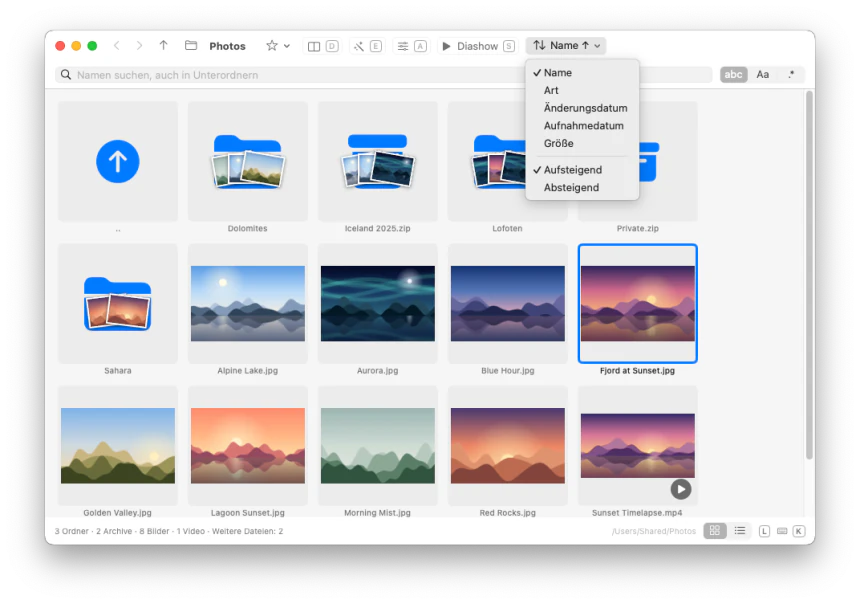 Photos
D
E
A
Diashow S
Name
Namen suchen, auch in Unterordnern
abc
Aa
.*
Name
Art
Änderungsdatum
Aufnahmedatum
Größe
Aufsteigend
Absteigend
..
Dolomites
Iceland 2025.zip
Lofoten
Private.zip
Sahara
Alpine Lake.jpg
Aurora.jpg
Blue Hour.jpg
Fjord at Sunset.jpg
Golden Valley.jpg
Lagoon Sunset.jpg
Morning Mist.jpg
Red Rocks.jpg
Sunset Timelapse.mp4
3 Ordner · 2 Archive · 8 Bilder · 1 Video · Weitere Dateien: 2
/Users/Shared/Photos
L
K